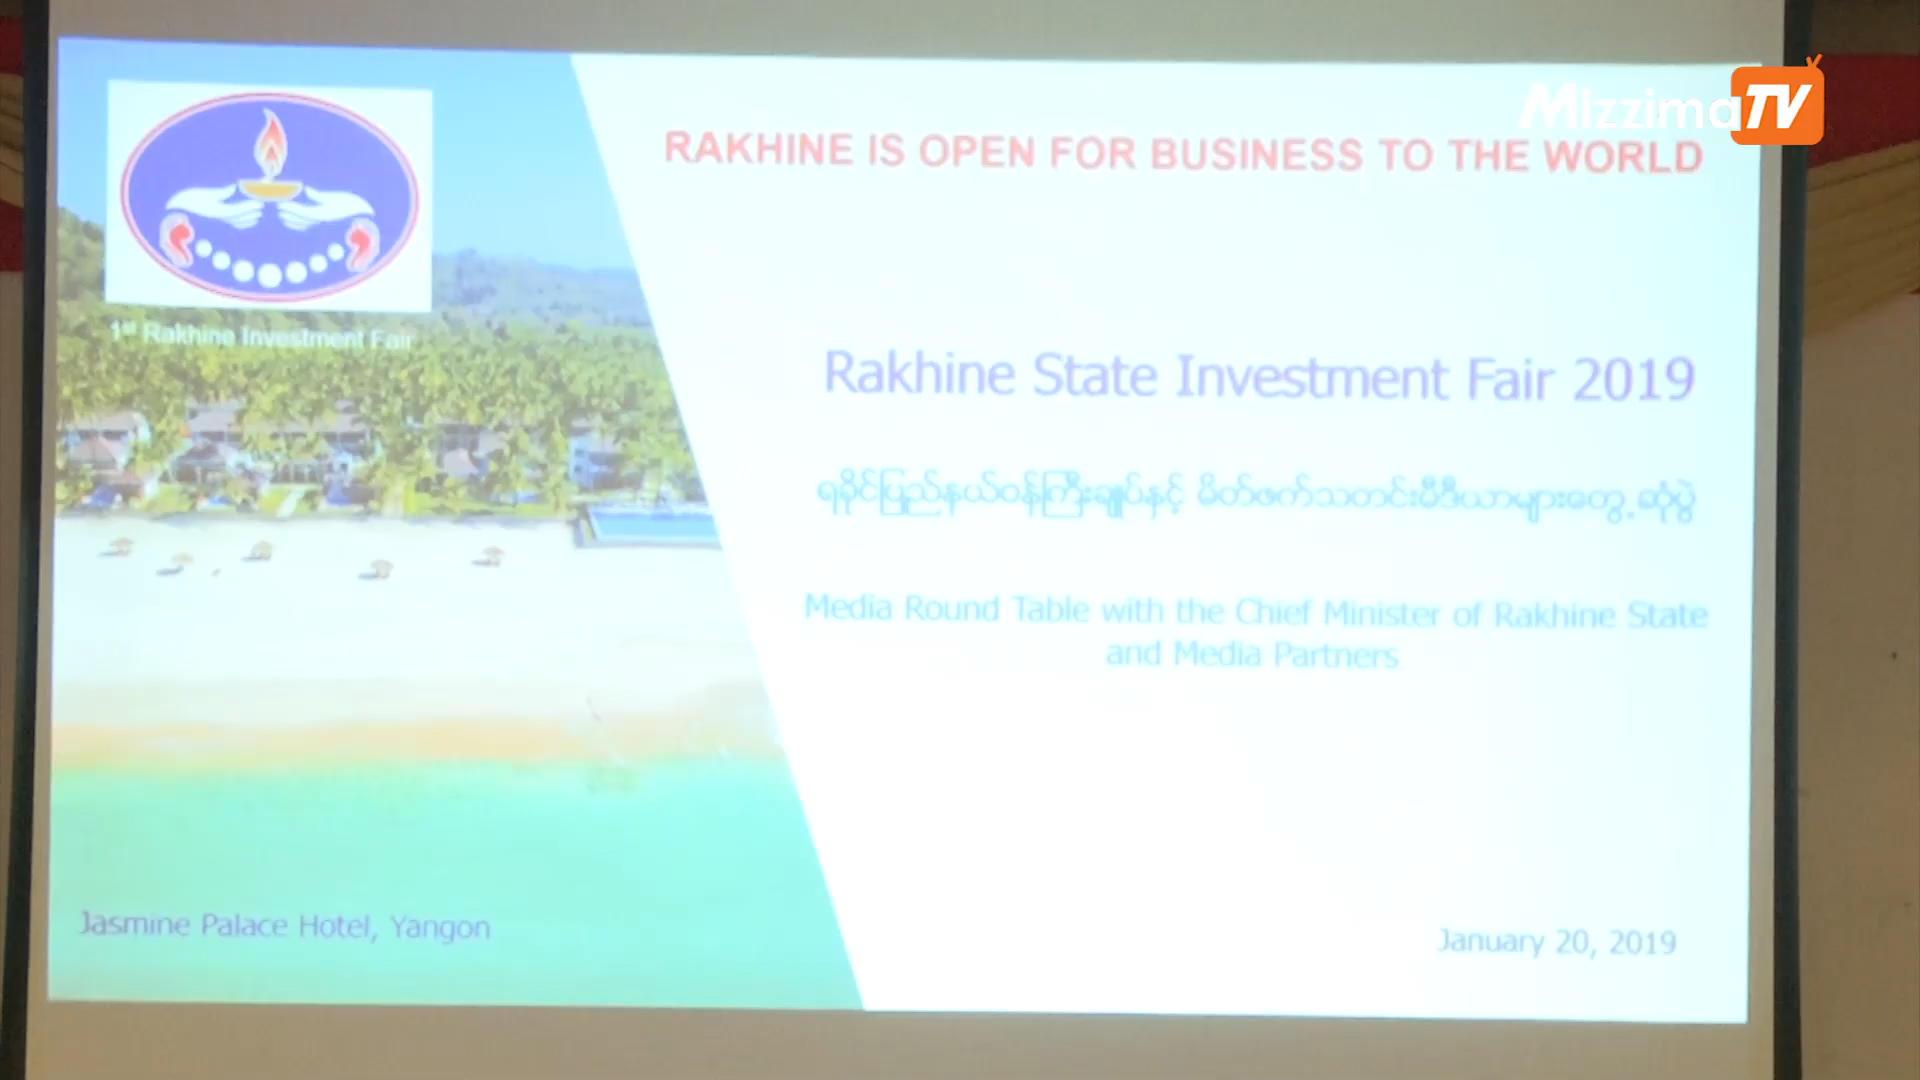 MizzimaTV
RAKHINE IS OPEN FOR BUSINESS TO THE WORLD
1st Rakhine Investment Fair
Rakhine State Investment Fair 2019
ရခိုင်ပြည်နယ်ဝန်ကြီးချုပ်နှင့် မိတ်ဖက်သတင်းမီဒီယာများတွေ့ဆုံပွဲ
Media Round Table with the Chief Minister of Rakhine State
and Media Partners
Jasmine Palace Hotel, Yangon
January 20, 2019